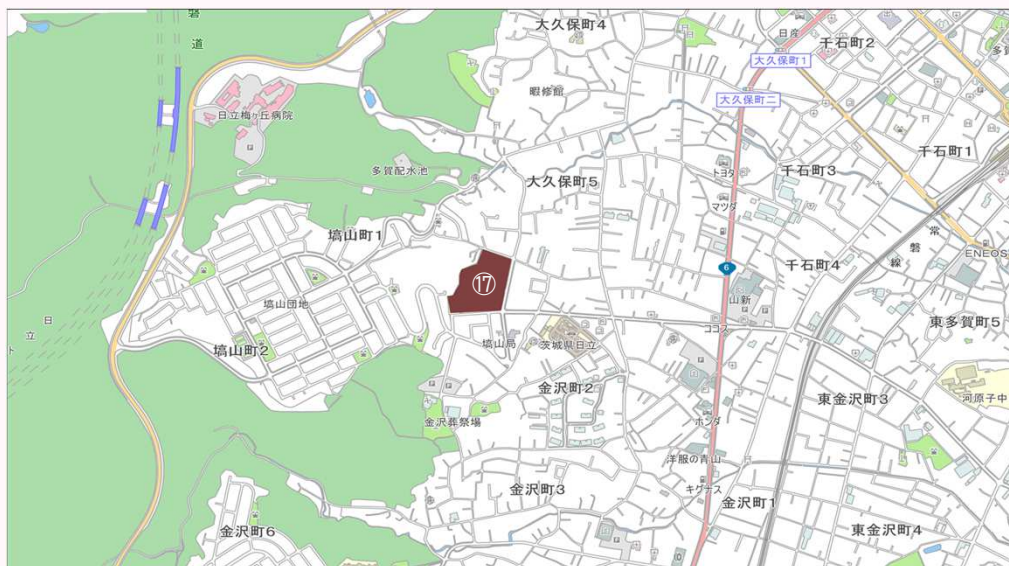 磐
道
大久保町4
日産
千石町2
多賀
大久保町1
大久保町二
暇修館
日立梅ヶ丘病院
千石町1
多賀配水池
大久保町5
トヨタ
千石町3
マツダ
常
磐
線
塙山町1
6
千石町4
ENEOS
⑰
山新
塙山団地
日
立
ト
ココス
東多賀町5
塙山局
茨城県日立
塙山町2
金沢町2
東金沢町3
河原子中
金沢葬祭場
ホンダ
洋服の青山
金沢町3
キグナス
金沢町1
金沢町6
東金沢町4